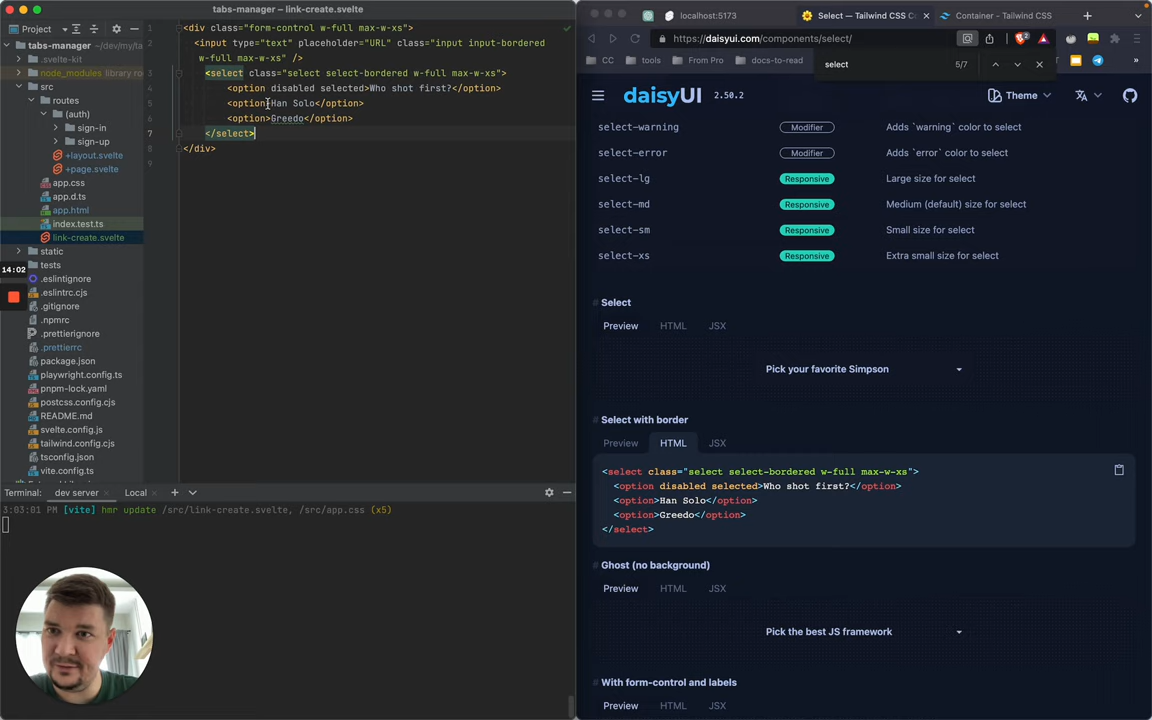 tabs-manager – link-create.svelte
Project
tabs-manager ~/dev/my/ta
.svelte-kit
node_modules library ro
src
routes
(auth)
sign-in
sign-up
+layout.svelte
+page.svelte
app.css
app.d.ts
app.html
index.test.ts
link-create.svelte
static
tests
.eslintignore
.eslintrc.cjs
.gitignore
.npmrc
.prettierignore
.prettierrc
package.json
playwright.config.ts
pnpm-lock.yaml
postcss.config.cjs
README.md
svelte.config.js
tailwind.config.cjs
tsconfig.json
vite.config.ts
14:02
1 <div class="form-control w-full max-w-xs">
2 <input type="text" placeholder="URL" class="input input-bordered
w-full max-w-xs" />
3 <select class="select select-bordered w-full max-w-xs">
4 <option disabled selected>Who shot first?</option>
5 <option>Han Solo</option>
6 <option>Greedo</option>
7 </select>
8 </div>
9
Terminal: dev server × Local × +
3:03:01 PM [vite] hmr update /src/link-create.svelte, /src/app.css (x5)
localhost:5173
Select — Tailwind CSS C
Container - Tailwind CSS
https://daisyui.com/components/select/
2
CC
tools
From Pro
docs-to-read
»
select
5/7
daisyUI 2.50.2
Theme
select-warning Modifier Adds `warning` color to select
select-error Modifier Adds `error` color to select
select-lg Responsive Large size for select
select-md Responsive Medium (default) size for select
select-sm Responsive Small size for select
select-xs Responsive Extra small size for select
# Select
Preview HTML JSX
Pick your favorite Simpson
# Select with border
Preview HTML JSX
<select class="select select-bordered w-full max-w-xs">
<option disabled selected>Who shot first?</option>
<option>Han Solo</option>
<option>Greedo</option>
</select>
# Ghost (no background)
Preview HTML JSX
Pick the best JS framework
# With form-control and labels
Preview HTML JSX